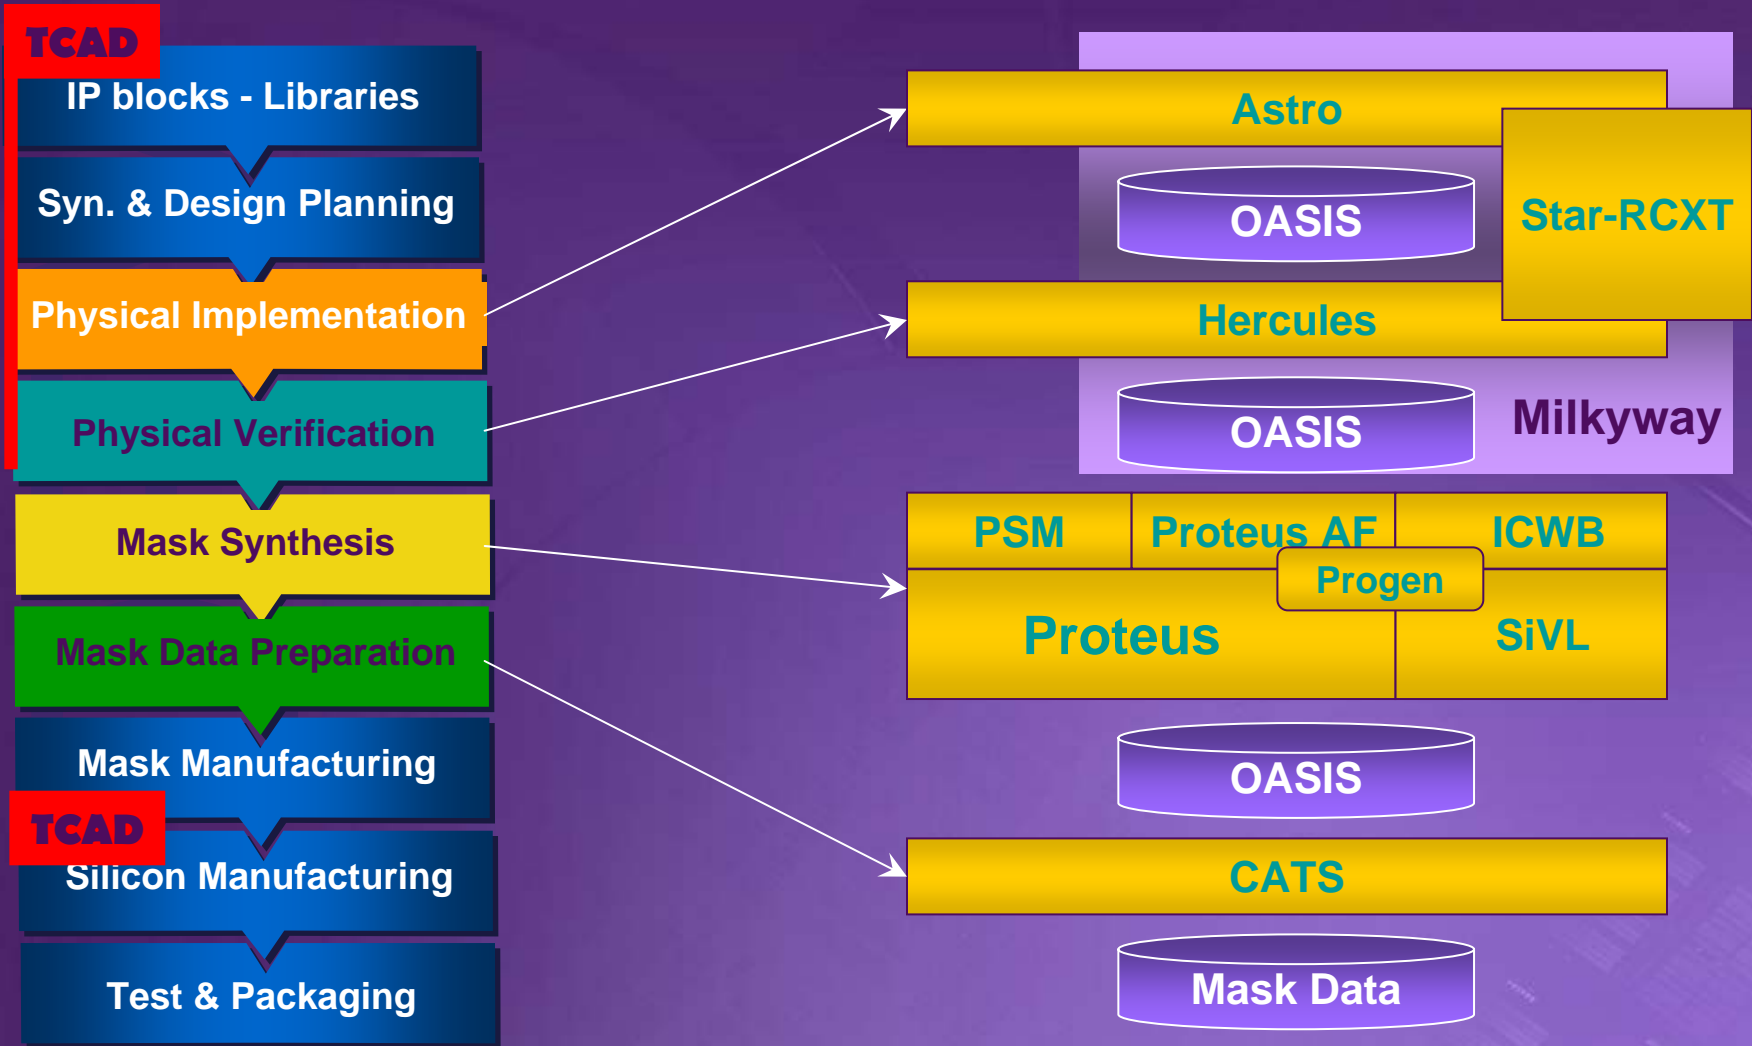 TCAD
IP blocks - Libraries
Syn. & Design Planning
Physical Implementation
Physical Verification
Mask Synthesis
Mask Data Preparation
Mask Manufacturing
TCAD
Silicon Manufacturing
Test & Packaging
Astro
OASIS
Star-RCXT
Hercules
OASIS
Milkyway
PSM
Proteus AF
ICWB
Progen
Proteus
SiVL
OASIS
CATS
Mask Data